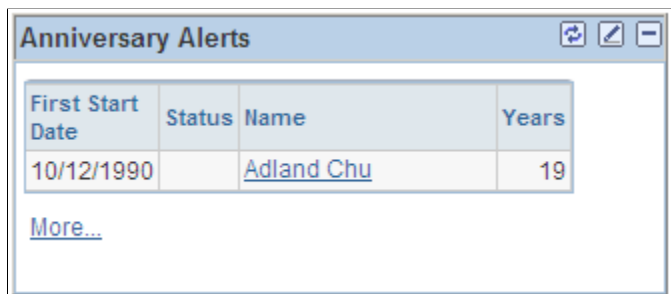 Anniversary Alerts
First Start Date Status Name Years
10/12/1990 Adland Chu 19
More...